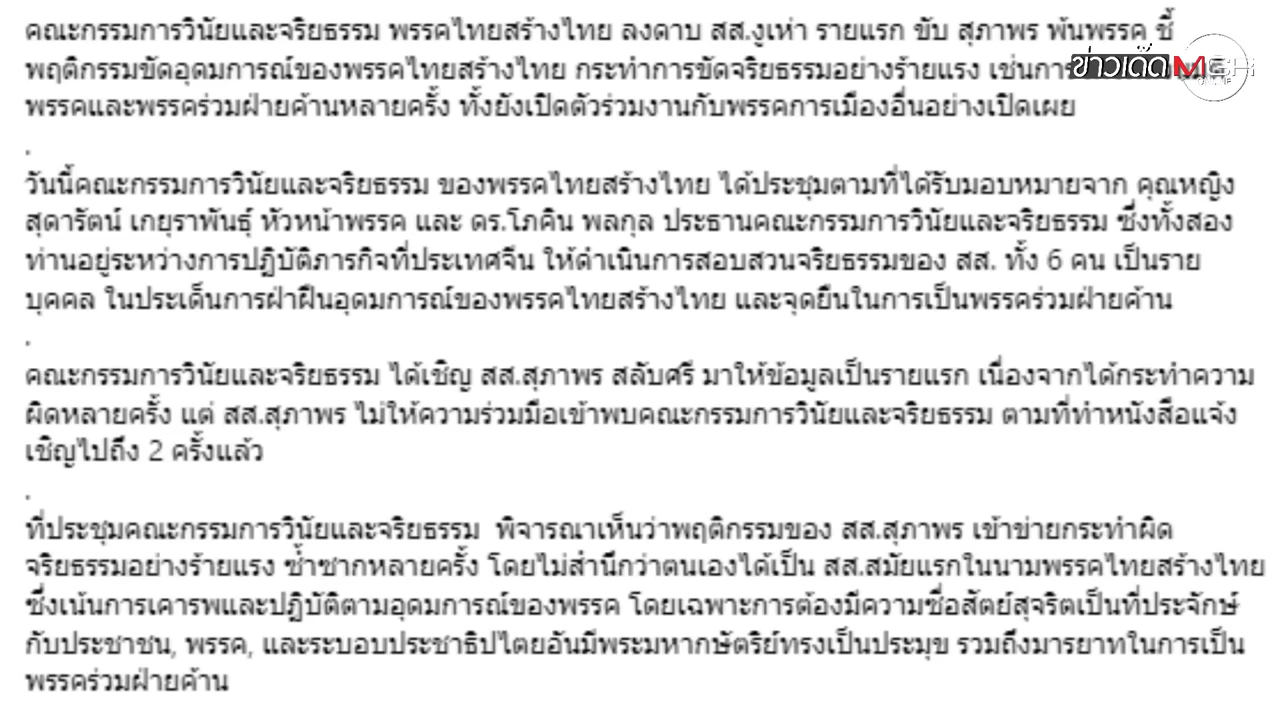 คณะกรรมการวินัยและจริยธรรม พรรคไทยสร้างไทย ลงดาบ สส.งูเห่า รายแรก ขับ สุภาพร พ้นพรรค ชี้
พฤติกรรมขัดอุดมการณ์ของพรรคไทยสร้างไทย กระทำการขัดจริยธรรมอย่างร้ายแรง เช่นการ
ข่าวเด็ด MGR ONLINE
พรรคและพรรคร่วมฝ่ายค้านหลายครั้ง ทั้งยังเปิดตัวร่วมงานกับพรรคการเมืองอื่นอย่างเปิดเผย
.
วันนี้คณะกรรมการวินัยและจริยธรรม ของพรรคไทยสร้างไทย ได้ประชุมตามที่ได้รับมอบหมายจาก คุณหญิง
สุดารัตน์ เกยุราพันธุ์ หัวหน้าพรรค และ ดร.โภคิน พลกุล ประธานคณะกรรมการวินัยและจริยธรรม ซึ่งทั้งสอง
ท่านอยู่ระหว่างการปฏิบัติภารกิจที่ประเทศจีน ให้ดำเนินการสอบสวนจริยธรรมของ สส. ทั้ง 6 คน เป็นราย
บุคคล ในประเด็นการฝ่าฝืนอุดมการณ์ของพรรคไทยสร้างไทย และจุดยืนในการเป็นพรรคร่วมฝ่ายค้าน
.
คณะกรรมการวินัยและจริยธรรม ได้เชิญ สส.สุภาพร สลับศรี มาให้ข้อมูลเป็นรายแรก เนื่องจากได้กระทำความ
ผิดหลายครั้ง แต่ สส.สุภาพร ไม่ให้ความร่วมมือเข้าพบคณะกรรมการวินัยและจริยธรรม ตามที่ทำหนังสือแจ้ง
เชิญไปถึง 2 ครั้งแล้ว
.
ที่ประชุมคณะกรรมการวินัยและจริยธรรม พิจารณาเห็นว่าพฤติกรรมของ สส.สุภาพร เข้าข่ายกระทำผิด
จริยธรรมอย่างร้ายแรง ซ้ำซากหลายครั้ง โดยไม่สำนึกว่าตนเองได้เป็น สส.สมัยแรกในนามพรรคไทยสร้างไทย
ซึ่งเน้นการเคารพและปฏิบัติตามอุดมการณ์ของพรรค โดยเฉพาะการต้องมีความซื่อสัตย์สุจริตเป็นที่ประจักษ์
กับประชาชน, พรรค, และระบอบประชาธิปไตยอันมีพระมหากษัตริย์ทรงเป็นประมุข รวมถึงมารยาทในการเป็น
พรรคร่วมฝ่ายค้าน